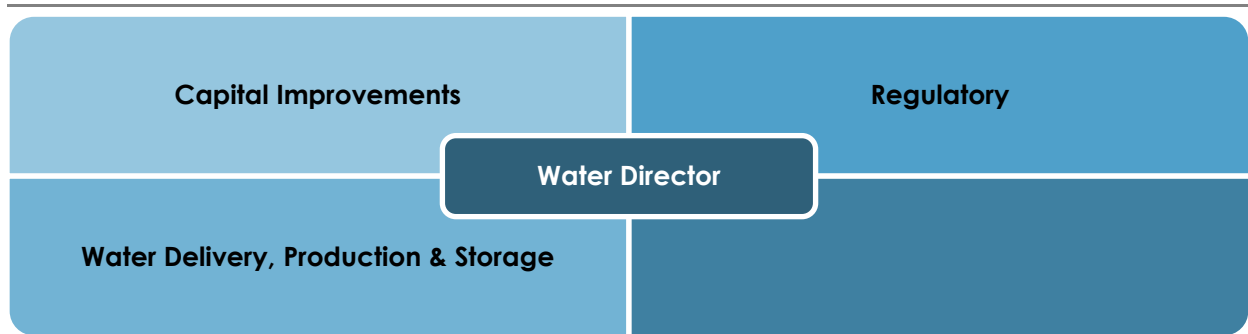 Capital Improvements
Regulatory
Water Director
Water Delivery, Production & Storage